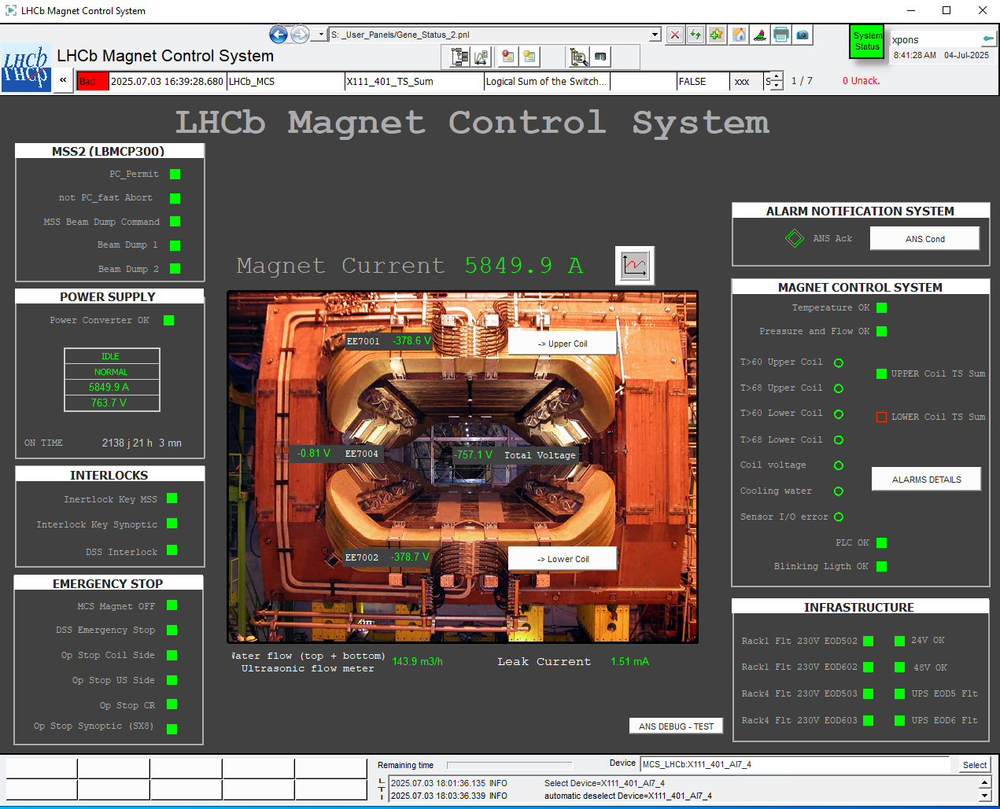 LHCb Magnet Control System
S: _User_Panels/Gene_Status_2.pnl
System Status
xpons
8:41:28 AM 04-Jul-2025
LHCb
LHCb Magnet Control System
«
Bad 2025.07.03 16:39:28.680 LHCb_MCS X111_401_TS_Sum Logical Sum of the Switch... FALSE xxx S 1 / 7 0 Unack.
LHCb Magnet Control System
MSS2 (LBMCP300)
PC_Permit
not PC_fast Abort
MSS Beam Dump Command
Beam Dump 1
Beam Dump 2
POWER SUPPLY
Power Converter OK
IDLE
NORMAL
5849.9 A
763.7 V
ON TIME 2138 j 21 h 3 mn
INTERLOCKS
Inertlock Key MSS
Interlock Key Synoptic
DSS Interlock
EMERGENCY STOP
MCS Magnet OFF
DSS Emergency Stop
Op Stop Coil Side
Op Stop US Side
Op Stop CR
Op Stop Synoptic (SX8)
Magnet Current 5849.9 A
EE7001 -378.6 V
-> Upper Coil
-0.81 V EE7004
-757.1 V Total Voltage
EE7002 -378.7 V
-> Lower Coil
Water flow (top + bottom)
Ultrasonic flow meter
143.9 m3/h
Leak Current 1.51 mA
ANS DEBUG - TEST
ALARM NOTIFICATION SYSTEM
ANS Ack
ANS Cond
MAGNET CONTROL SYSTEM
Temperature OK
Pressure and Flow OK
T>60 Upper Coil
T>68 Upper Coil
T>60 Lower Coil
T>68 Lower Coil
Coil voltage
Cooling water
Sensor I/O error
UPPER Coil TS Sum
LOWER Coil TS Sum
ALARMS DETAILS
PLC OK
Blinking Ligth OK
INFRASTRUCTURE
Rack1 Flt 230V EOD502 24V OK
Rack1 Flt 230V EOD602 48V OK
Rack4 Flt 230V EOD503 UPS EOD5 Flt
Rack4 Flt 230V EOD603 UPS EOD6 Flt
Remaining time
Device MCS_LHCb:X111_401_AI7_4 Select
2025.07.03 18:01:36.135 INFO Select Device=X111_401_AI7_4
2025.07.03 18:03:36.339 INFO automatic deselect Device=X111_401_AI7_4